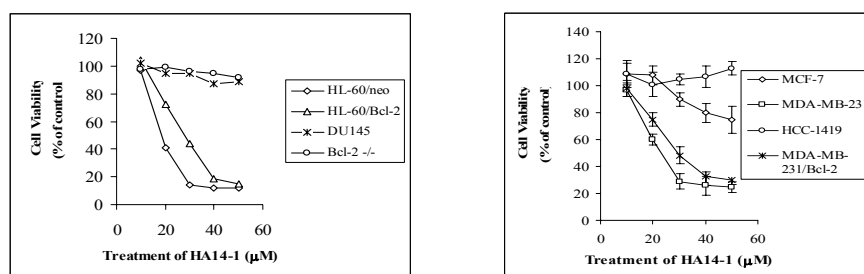 120
100
80
60
40
20
0
0 20 40 60
Cell Viability
(% of control)
Treatment of HA14-1 (μM)
HL-60/neo
HL-60/Bcl-2
DU145
Bcl-2 -/-
140
120
100
80
60
40
20
0
0 20 40 60
Cell Viability
(% of control)
Treatment of HA14-1 (μM)
MCF-7
MDA-MB-23
HCC-1419
MDA-MB-
231/Bcl-2